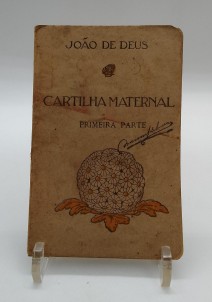 JOÃO DE DEUS
CARTILHA MATERNAL
PRIMEIRA PARTE